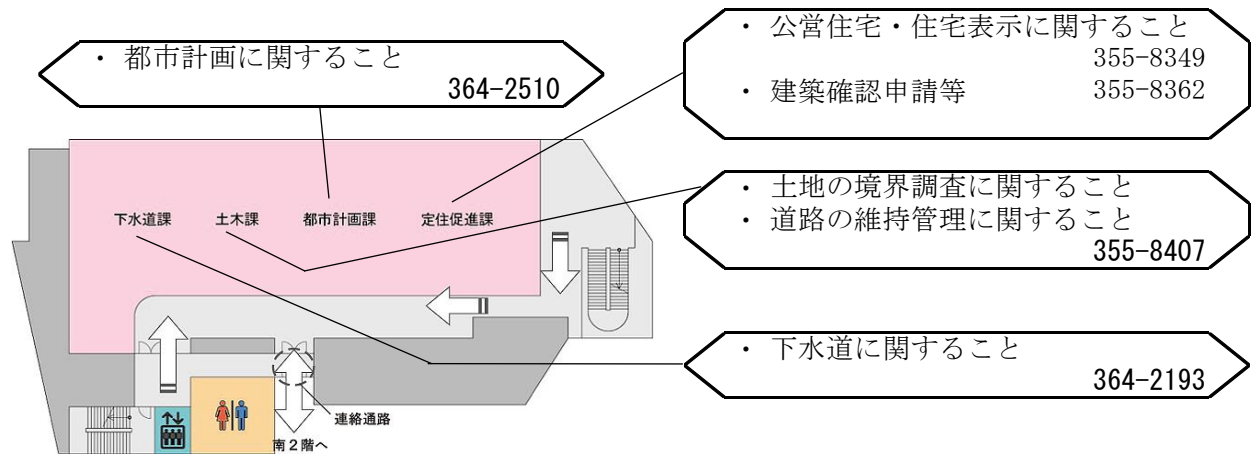 ・ 都市計画に関すること
364-2510
・ 公営住宅・住宅表示に関すること
355-8349
・ 建築確認申請等 355-8362
・ 土地の境界調査に関すること
・ 道路の維持管理に関すること
355-8407
・ 下水道に関すること
364-2193
下水道課 土木課 都市計画課 定住促進課
連絡通路
南2階へ